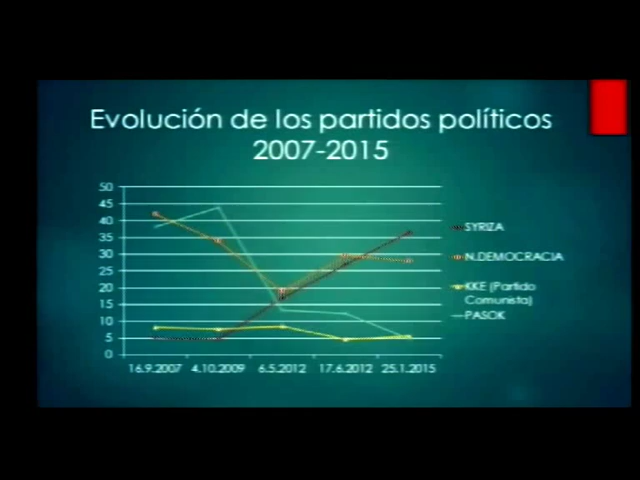 Evolución de los partidos políticos
2007-2015
50
45
40
35
30
25
20
15
10
5
0
16.9.2007 4.10.2009 6.5.2012 17.6.2012 25.1.2015
SYRIZA
N.DEMOCRACIA
KKE (Partido
Comunista)
PASOK